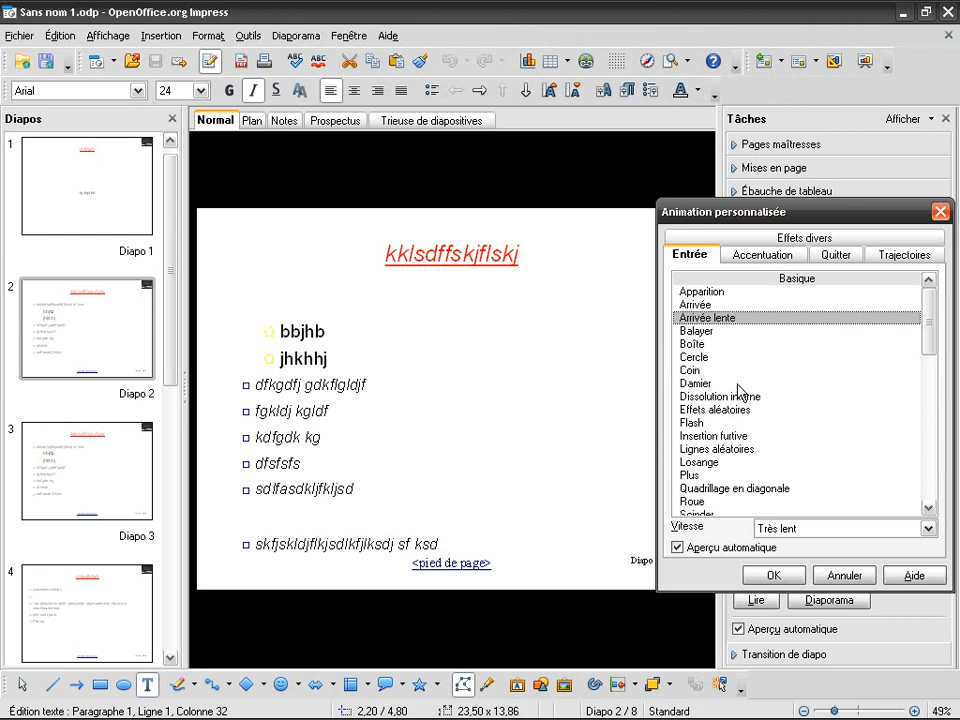 Sans nom 1.odp - OpenOffice.org Impress
Fichier Édition Affichage Insertion Format Outils Diaporama Fenêtre Aide
Arial 24 G I S A
Diapos
Normal Plan Notes Prospectus Trieuse de diapositives
Tâches Afficher
Pages maîtresses
Mises en page
Ébauche de tableau
1
Diapo 1
2
Diapo 2
3
Diapo 3
4
kklsdffskjflskj
bbjhb
jhkhhj
dfkgdfj gdkflgldjf
fgkldj kgldf
kdfgdk kg
dfsfsfs
sdlfasdkljfkljsd
skfjskldjflkjsdlkfjlksdj sf ksd
<pied de page>
Diapo
Animation personnalisée
Effets divers
Entrée Accentuation Quitter Trajectoires
Basique
Apparition
Arrivée
Arrivée lente
Balayer
Boîte
Cercle
Coin
Damier
Dissolution interne
Effets aléatoires
Flash
Insertion furtive
Lignes aléatoires
Losange
Plus
Quadrillage en diagonale
Roue
Scinder
Vitesse Très lent
Aperçu automatique
OK Annuler Aide
Lire Diaporama
Aperçu automatique
Transition de diapo
Édition texte : Paragraphe 1, Ligne 1, Colonne 32 2,20 / 4,80 23,50 x 13,86 Diapo 2 / 8 Standard 49%